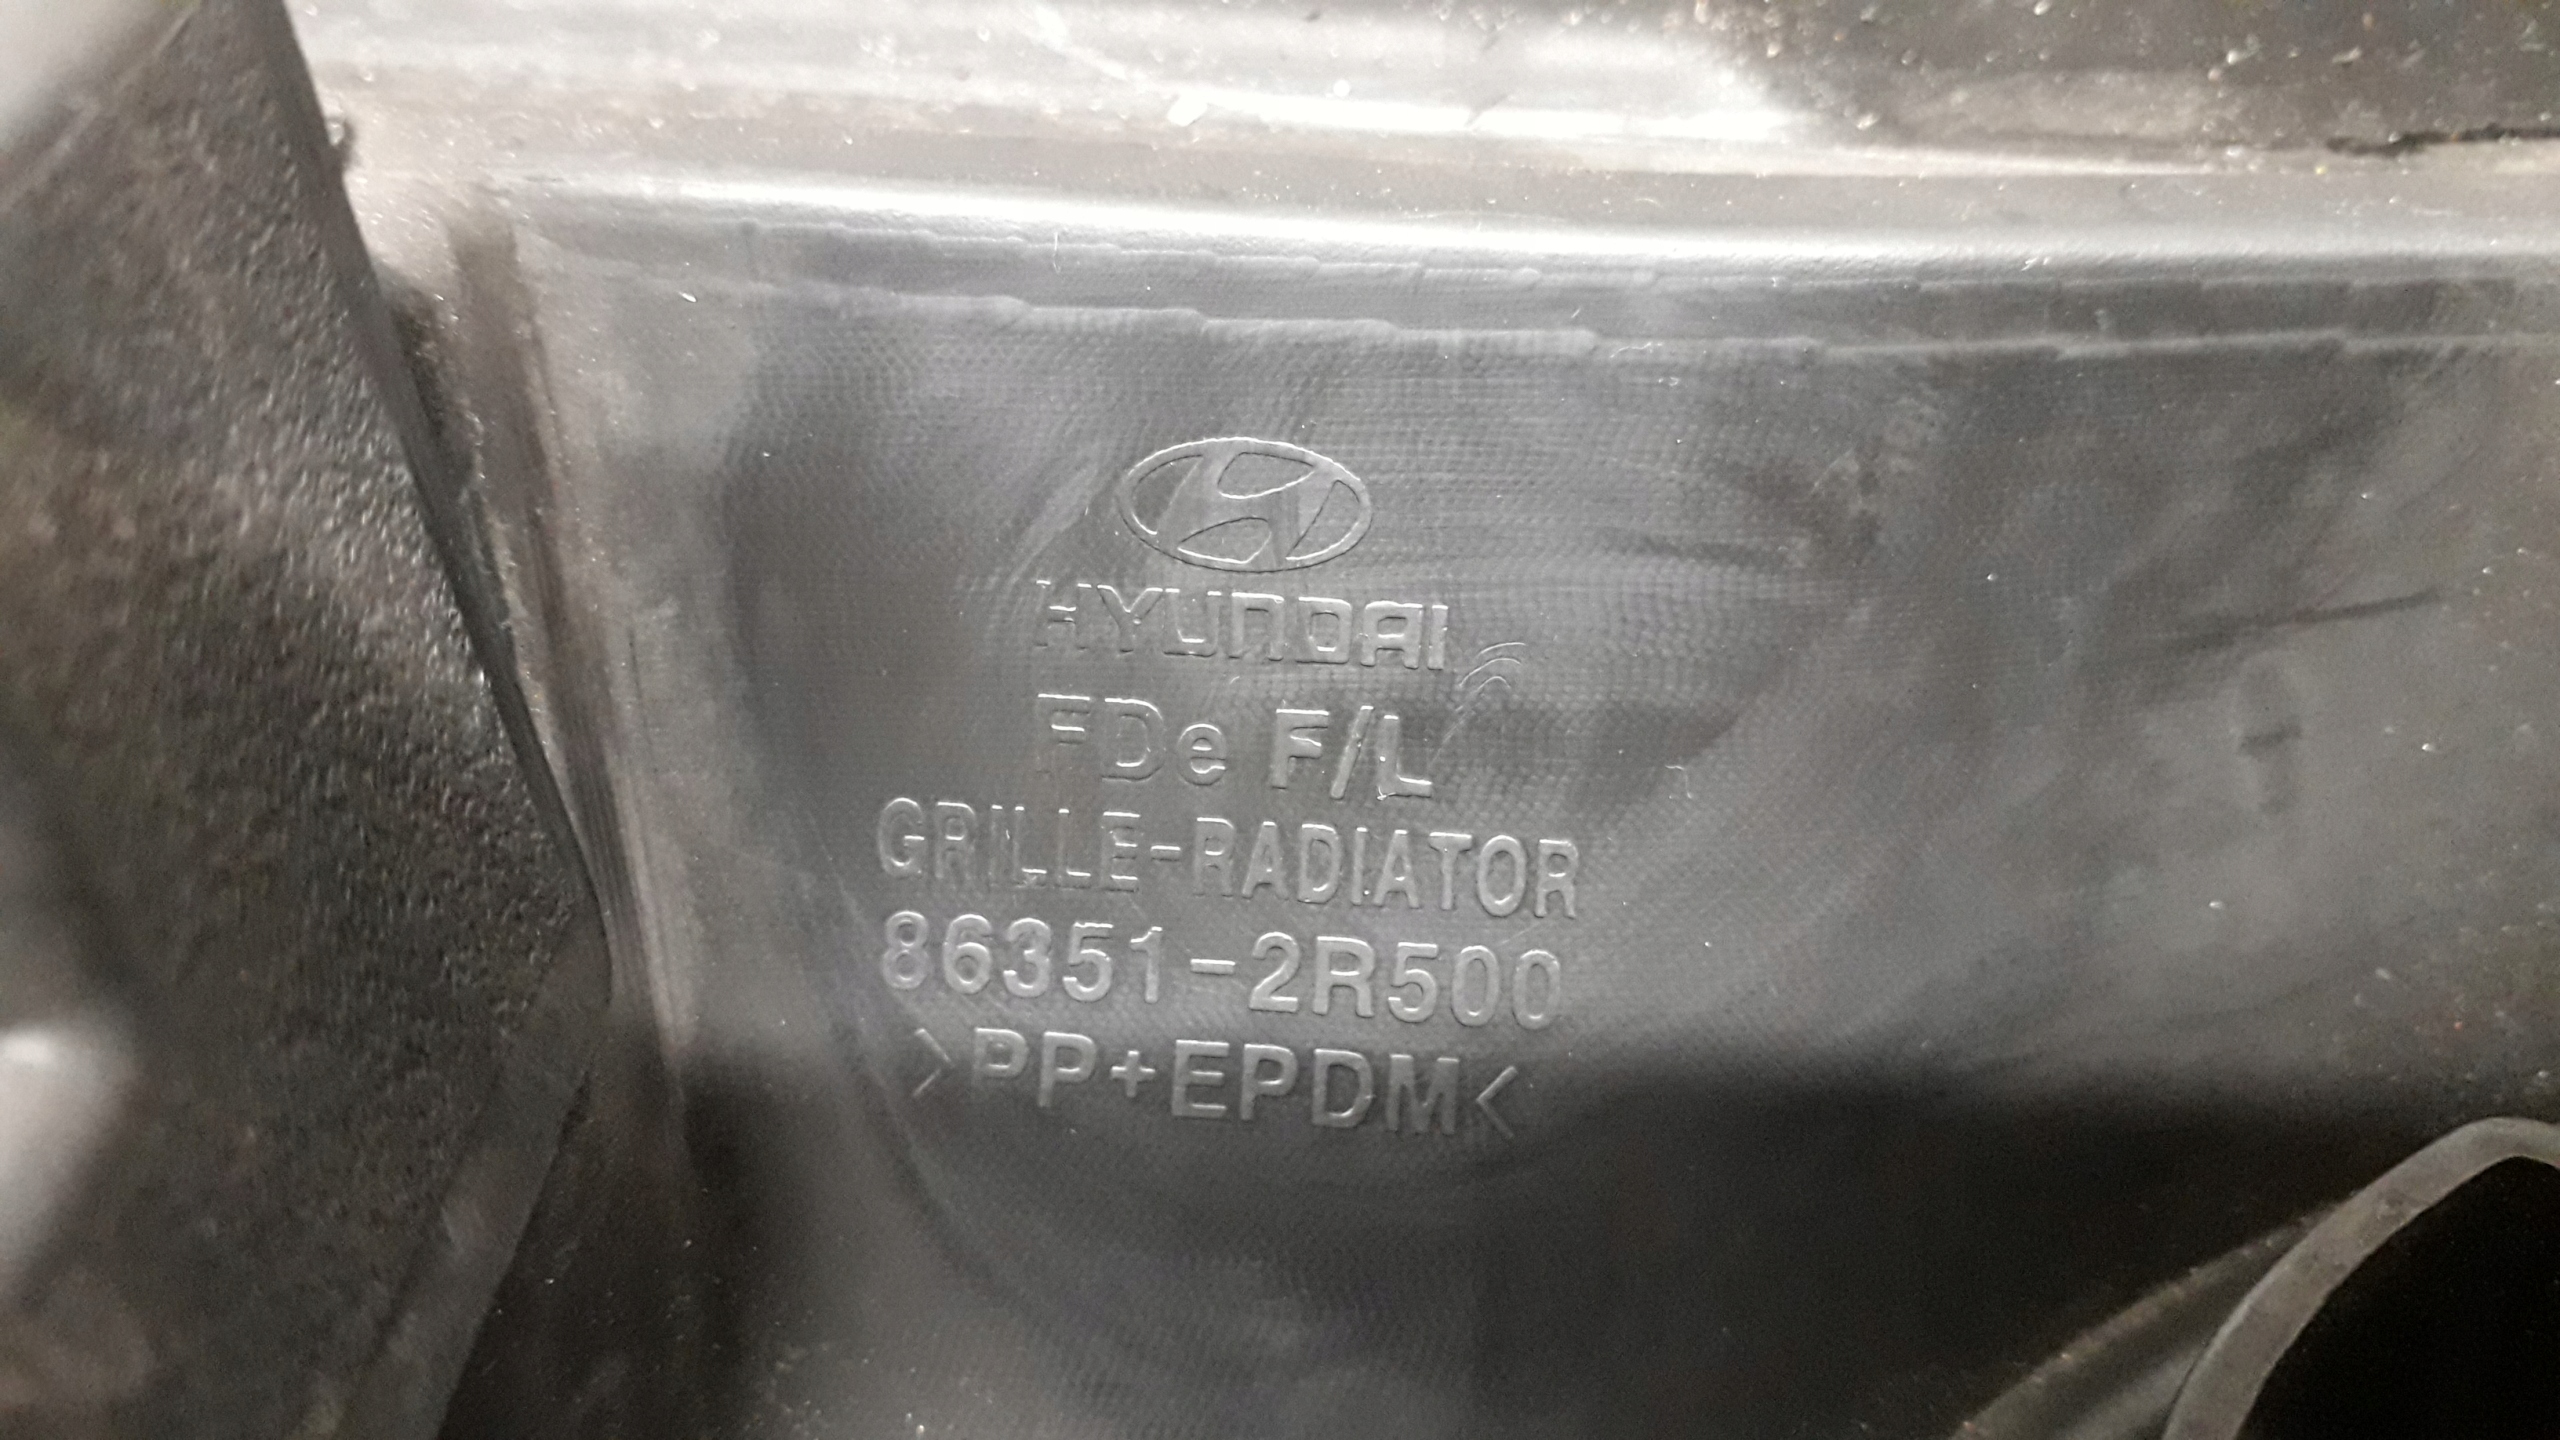 HYUNDAI
FDe F/L
GRILLE-RADIATOR
86351-2R500
>PP+EPDM<